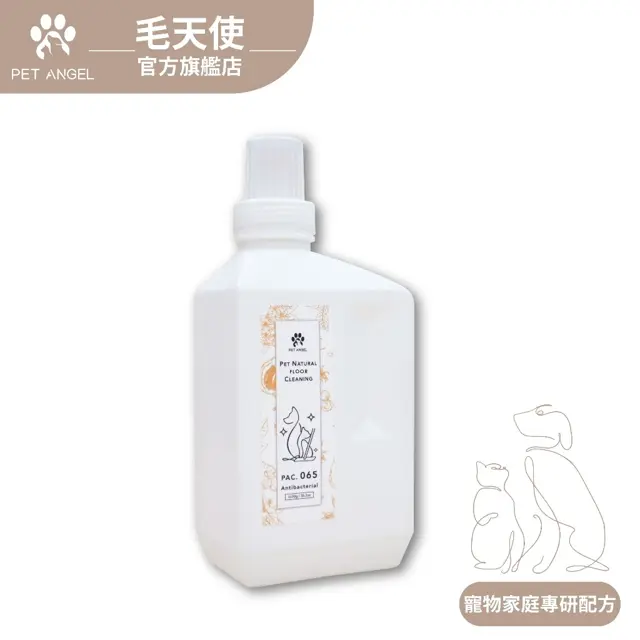 毛天使
官方旗艦店
PET ANGEL
PET ANGEL
PET NATURAL
FLOOR
CLEANING
PAC. 065
Antibacterial
寵物家庭專研配方